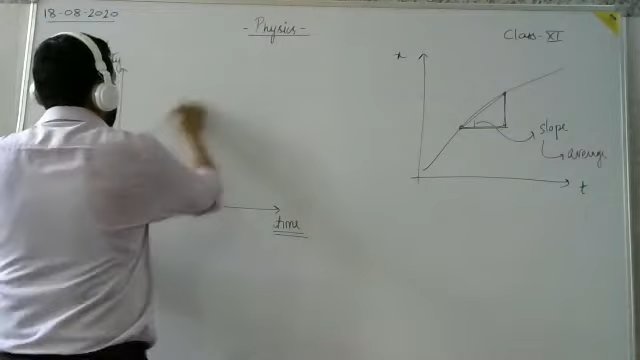 18-08-2020
- Physics -
Class - XI
x
slope
average
t
time